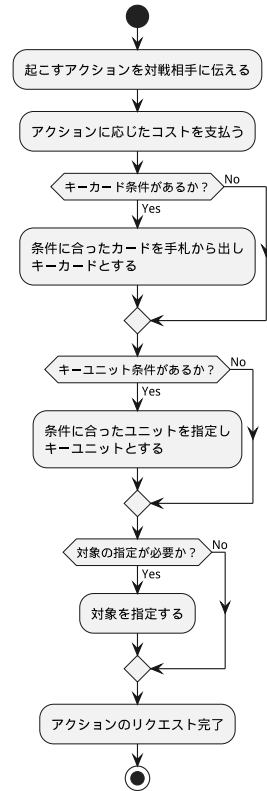 起こすアクションを対戦相手に伝える
アクションに応じたコストを支払う
キーカード条件があるか？
No
Yes
条件に合ったカードを手札から出し
キーカードとする
キーユニット条件があるか？
No
Yes
条件に合ったユニットを指定し
キーユニットとする
対象の指定が必要か？
No
Yes
対象を指定する
アクションのリクエスト完了